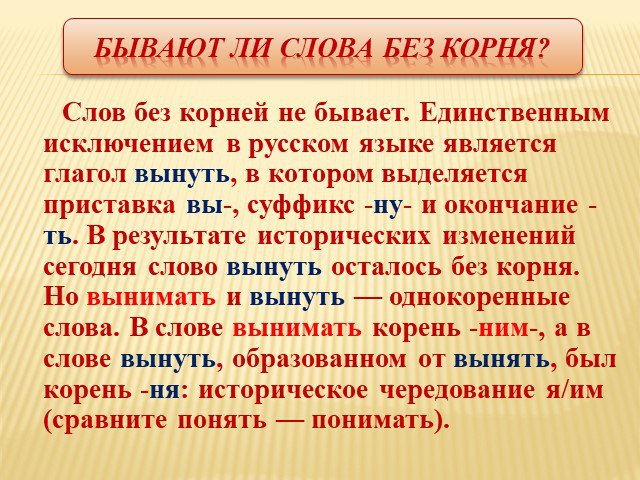 БЫВАЮТ ЛИ СЛОВА БЕЗ КОРНЯ?
Слов без корней не бывает. Единственным
исключением в русском языке является
глагол вынуть, в котором выделяется
приставка вы-, суффикс -ну- и окончание -
ть. В результате исторических изменений
сегодня слово вынуть осталось без корня.
Но вынимать и вынуть — однокоренные
слова. В слове вынимать корень -ним-, а в
слове вынуть, образованном от вынять, был
корень -ня: историческое чередование я/им
(сравните понять — понимать).